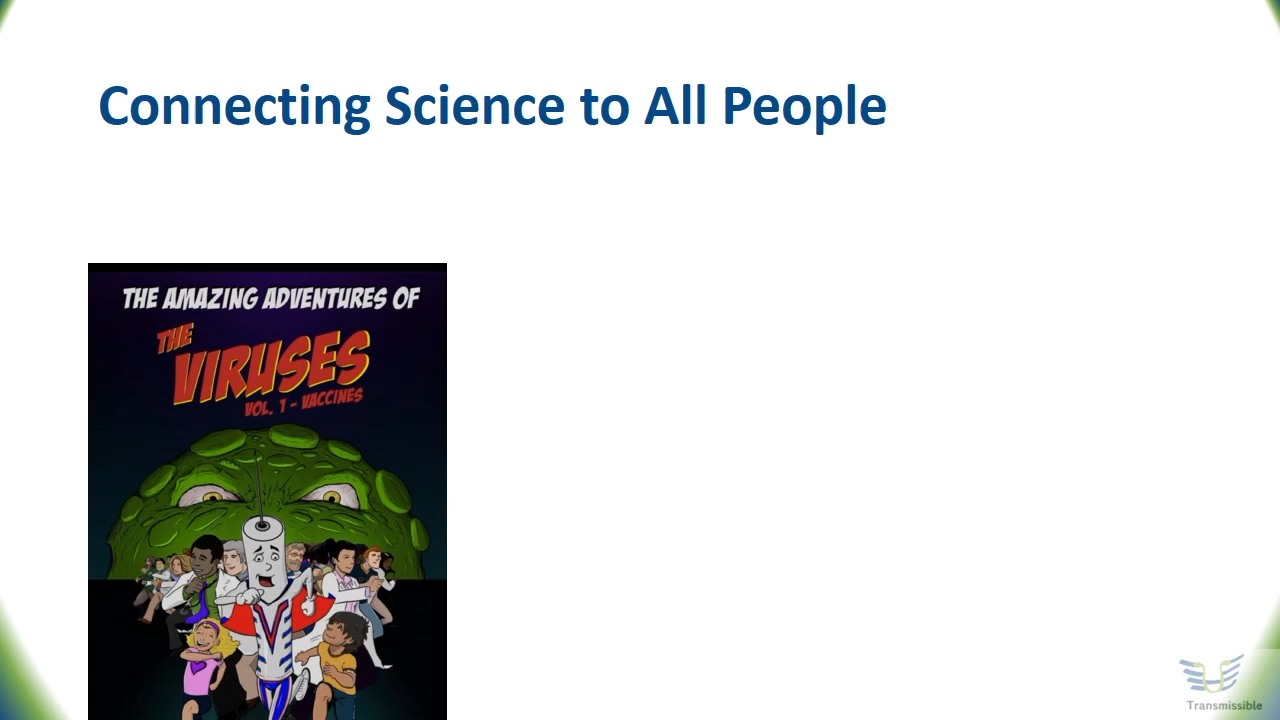 Connecting Science to All People
THE AMAZING ADVENTURES OF
THE
VIRUSES
VOL. 1 - VACCINES
Transmissible